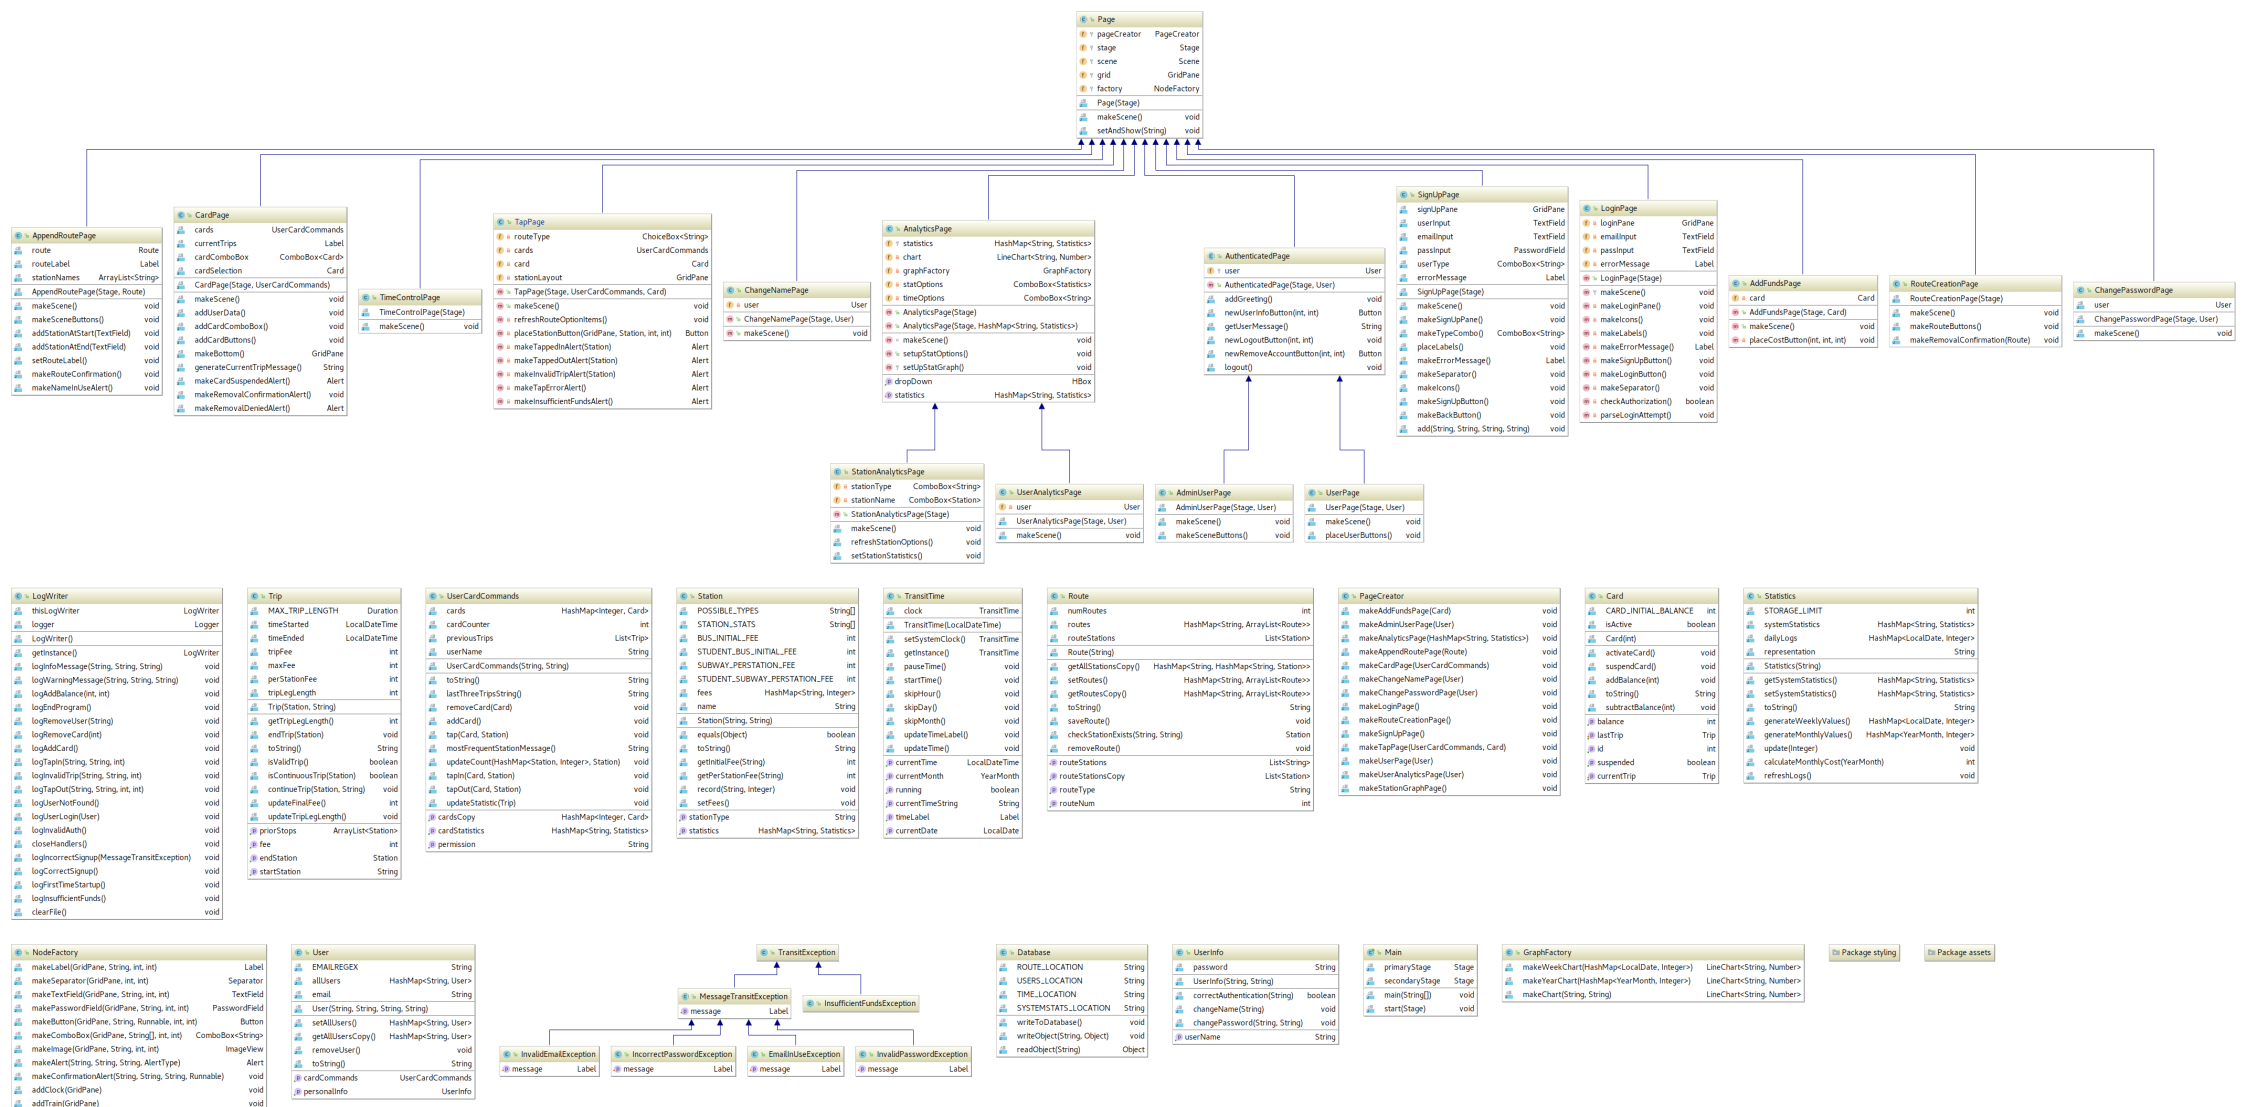 Page
pageCreator PageCreator
stage Stage
scene Scene
grid GridPane
factory NodeFactory
Page(Stage)
makeScene() void
setAndShow(String) void
AppendRoutePage
route Route
routeLabel Label
stationNames ArrayList<String>
AppendRoutePage(Stage, Route)
makeScene() void
makeSceneButtons() void
addStationAtStart(TextField) void
addStationAtEnd(TextField) void
setRouteLabel() void
makeRouteConfirmation() void
makeNameInUseAlert() void
CardPage
cards UserCardCommands
currentTrips Label
cardComboBox ComboBox<Card>
cardSelection Card
CardPage(Stage, UserCardCommands)
makeScene() void
addUserData() void
addCardComboBox() void
addCardButtons() void
makeBottom() GridPane
generateCurrentTripMessage() String
makeCardSuspendedAlert() Alert
makeRemovalConfirmationAlert() void
makeRemovalDeniedAlert() Alert
TimeControlPage
TimeControlPage(Stage)
makeScene() void
TapPage
routeType ChoiceBox<String>
cards UserCardCommands
card Card
stationLayout GridPane
TapPage(Stage, UserCardCommands, Card)
makeScene() void
refreshRouteOptionItems() void
placeStationButton(GridPane, Station, int, int) Button
makeTappedInAlert(Station) Alert
makeTappedOutAlert(Station) Alert
makeInvalidTripAlert(Station) Alert
makeTapErrorAlert() Alert
makeInsufficientFundsAlert() Alert
ChangeNamePage
user User
ChangeNamePage(Stage, User)
makeScene() void
AnalyticsPage
statistics HashMap<String, Statistics>
chart LineChart<String, Number>
graphFactory GraphFactory
statOptions ComboBox<Statistics>
timeOptions ComboBox<String>
AnalyticsPage(Stage)
AnalyticsPage(Stage, HashMap<String, Statistics>)
makeScene() void
setupStatOptions() void
setUpStatGraph() void
dropDown HBox
statistics HashMap<String, Statistics>
AuthenticatedPage
user User
AuthenticatedPage(Stage, User)
addGreeting() void
newUserInfoButton(int, int) Button
getUserMessage() String
newLogoutButton(int, int) void
newRemoveAccountButton(int, int) Button
logout() void
SignUpPage
signUpPane GridPane
userInput TextField
emailInput TextField
passInput PasswordField
userType ComboBox<String>
errorMessage Label
SignUpPage(Stage)
makeScene() void
makeSignUpPane() void
makeTypeCombo() ComboBox<String>
placeLabels() void
makeErrorMessage() Label
makeSeparator() void
makeIcons() void
makeSignUpButton() void
makeBackButton() void
add(String, String, String, String) void
LoginPage
loginPane GridPane
emailInput TextField
passInput TextField
errorMessage Label
LoginPage(Stage)
makeScene() void
makeLoginPane() void
makeIcons() void
makeLabels() void
makeErrorMessage() Label
makeSignUpButton() void
makeLoginButton() void
makeSeparator() void
checkAuthorization() boolean
parseLoginAttempt() void
AddFundsPage
card Card
AddFundsPage(Stage, Card)
makeScene() void
placeCostButton(int, int, int) void
RouteCreationPage
RouteCreationPage(Stage)
makeScene() void
makeRouteButtons() void
makeRemovalConfirmation(Route) void
ChangePasswordPage
user User
ChangePasswordPage(Stage, User)
makeScene() void
StationAnalyticsPage
stationType ComboBox<String>
stationName ComboBox<Station>
StationAnalyticsPage(Stage)
makeScene() void
refreshStationOptions() void
setStationStatistics() void
UserAnalyticsPage
user User
UserAnalyticsPage(Stage, User)
makeScene() void
AdminUserPage
AdminUserPage(Stage, User)
makeScene() void
makeSceneButtons() void
UserPage
UserPage(Stage, User)
makeScene() void
placeUserButtons() void
LogWriter
thisLogWriter LogWriter
logger Logger
LogWriter()
getInstance() LogWriter
logInfoMessage(String, String, String) void
logWarningMessage(String, String, String) void
logAddBalance(int, int) void
logEndProgram() void
logRemoveUser(String) void
logRemoveCard(int) void
logAddCard() void
logTapIn(String, String, int) void
logInvalidTrip(String, String, int) void
logTapOut(String, String, int, int) void
logUserNotFound() void
logUserLogin(User) void
logInvalidAuth() void
closeHandlers() void
logIncorrectSignup(MessageTransitException) void
logCorrectSignup() void
logFirstTimeStartup() void
logInsufficientFunds() void
clearFile() void
Trip
MAX_TRIP_LENGTH Duration
timeStarted LocalDateTime
timeEnded LocalDateTime
tripFee int
maxFee int
perStationFee int
tripLegLength int
Trip(Station, String)
getTripLegLength() int
endTrip(Station) void
toString() String
isValidTrip() boolean
isContinuousTrip(Station) boolean
continueTrip(Station, String) void
updateFinalFee() int
updateTripLegLength() void
priorStops ArrayList<Station>
fee int
endStation Station
startStation String
UserCardCommands
cards HashMap<Integer, Card>
cardCounter int
previousTrips List<Trip>
userName String
UserCardCommands(String, String)
toString() String
lastThreeTripsString() String
removeCard(Card) void
addCard() void
tap(Card, Station) void
mostFrequentStationMessage() String
updateCount(HashMap<Station, Integer>, Station) void
tapIn(Card, Station) void
tapOut(Card, Station) void
updateStatistic(Trip) void
cardsCopy HashMap<Integer, Card>
cardStatistics HashMap<String, Statistics>
permission String
Station
POSSIBLE_TYPES String[]
STATION_STATS String[]
BUS_INITIAL_FEE int
STUDENT_BUS_INITIAL_FEE int
SUBWAY_PERSTATION_FEE int
STUDENT_SUBWAY_PERSTATION_FEE int
fees HashMap<String, Integer>
name String
Station(String, String)
equals(Object) boolean
toString() String
getInitialFee(String) int
getPerStationFee(String) int
record(String, Integer) void
setFees() void
stationType String
statistics HashMap<String, Statistics>
TransitTime
clock TransitTime
TransitTime(LocalDateTime)
setSystemClock() TransitTime
getInstance() TransitTime
pauseTime() void
startTime() void
skipHour() void
skipDay() void
skipMonth() void
updateTimeLabel() void
updateTime() void
currentTime LocalDateTime
currentMonth YearMonth
running boolean
currentTimeString String
timeLabel Label
currentDate LocalDate
Route
numRoutes int
routes HashMap<String, ArrayList<Route>>
routeStations List<Station>
Route(String)
getAllStationsCopy() HashMap<String, HashMap<String, Station>>
setRoutes() HashMap<String, ArrayList<Route>>
getRoutesCopy() HashMap<String, ArrayList<Route>>
toString() String
saveRoute() void
checkStationExists(String, String) Station
removeRoute() void
routeStations List<String>
routeStationsCopy List<Station>
routeType String
routeNum int
PageCreator
makeAddFundsPage(Card) void
makeAdminUserPage(User) void
makeAnalyticsPage(HashMap<String, Statistics>) void
makeAppendRoutePage(Route) void
makeCardPage(UserCardCommands) void
makeChangeNamePage(User) void
makeChangePasswordPage(User) void
makeLoginPage() void
makeRouteCreationPage() void
makeSignUpPage() void
makeTapPage(UserCardCommands, Card) void
makeUserPage(User) void
makeUserAnalyticsPage(User) void
makeStationGraphPage() void
Card
CARD_INITIAL_BALANCE int
isActive boolean
Card(int)
activateCard() void
suspendCard() void
addBalance(int) void
toString() String
subtractBalance(int) void
balance int
lastTrip Trip
id int
suspended boolean
currentTrip Trip
Statistics
STORAGE_LIMIT int
systemStatistics HashMap<String, Statistics>
dailyLogs HashMap<LocalDate, Integer>
representation String
Statistics(String)
getSystemStatistics() HashMap<String, Statistics>
setSystemStatistics() HashMap<String, Statistics>
toString() String
generateWeeklyValues() HashMap<LocalDate, Integer>
generateMonthlyValues() HashMap<YearMonth, Integer>
update(Integer) void
calculateMonthlyCost(YearMonth) int
refreshLogs() void
NodeFactory
makeLabel(GridPane, String, int, int) Label
makeSeparator(GridPane, int, int) Separator
makeTextField(GridPane, String, int, int) TextField
makePasswordField(GridPane, String, int, int) PasswordField
makeButton(GridPane, String, Runnable, int, int) Button
makeComboBox(GridPane, String[], int, int) ComboBox<String>
makeImage(GridPane, String, int, int) ImageView
makeAlert(String, String, String, AlertType) Alert
makeConfirmationAlert(String, String, String, Runnable) void
addClock(GridPane) void
addTrain(GridPane) void
User
EMAILREGEX String
allUsers HashMap<String, User>
email String
User(String, String, String, String)
setAllUsers() HashMap<String, User>
getAllUsersCopy() HashMap<String, User>
removeUser() void
toString() String
cardCommands UserCardCommands
personalInfo UserInfo
TransitException
MessageTransitException
message Label
InsufficientFundsException
InvalidEmailException
message Label
IncorrectPasswordException
message Label
EmailInUseException
message Label
InvalidPasswordException
message Label
Database
ROUTE_LOCATION String
USERS_LOCATION String
TIME_LOCATION String
SYSTEMSTATS_LOCATION String
writeToDatabase() void
writeObject(String, Object) void
readObject(String) Object
UserInfo
password String
UserInfo(String, String)
correctAuthentication(String) boolean
changeName(String) void
changePassword(String, String) void
userName String
Main
primaryStage Stage
secondaryStage Stage
main(String[]) void
start(Stage) void
GraphFactory
makeWeekChart(HashMap<LocalDate, Integer>) LineChart<String, Number>
makeYearChart(HashMap<YearMonth, Integer>) LineChart<String, Number>
makeChart(String, String) LineChart<String, Number>
Package styling
Package assets